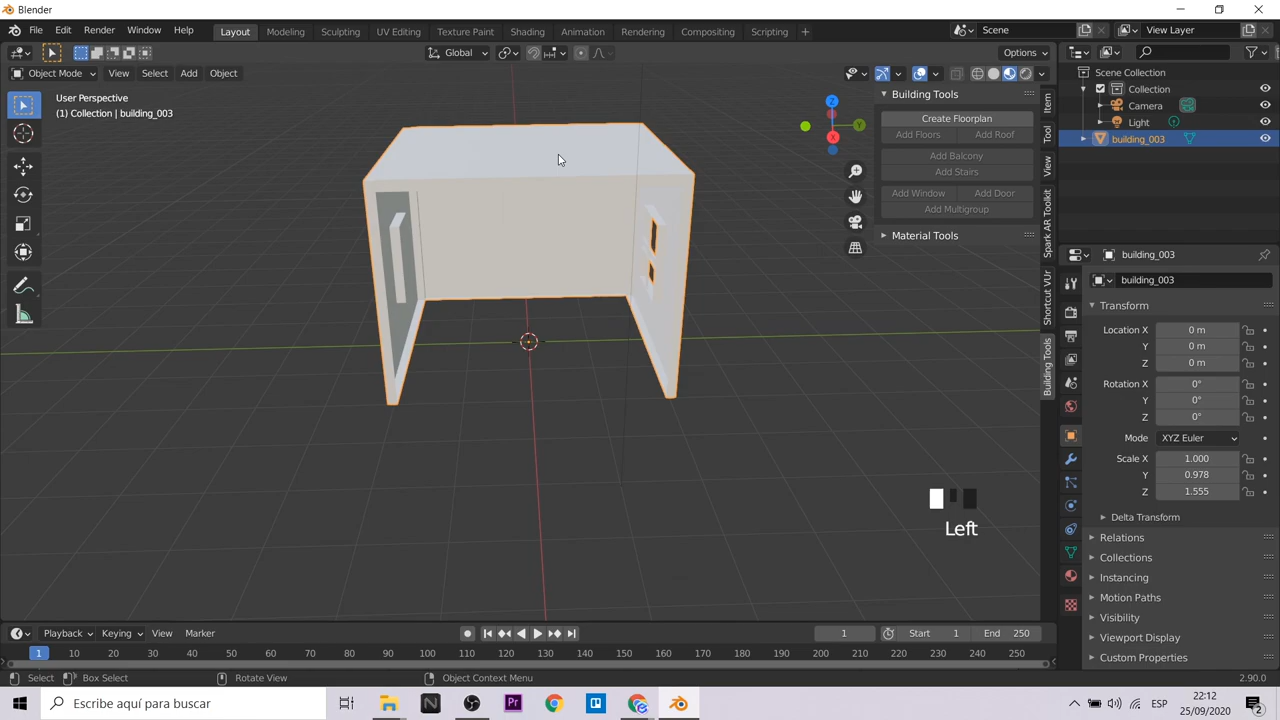 Blender
File Edit Render Window Help
Layout Modeling Sculpting UV Editing Texture Paint Shading Animation Rendering Compositing Scripting +
Scene
View Layer
Global
Options
Object Mode View Select Add Object
User Perspective
(1) Collection | building_003
Z
Y
X
Building Tools
Create Floorplan
Add Floors Add Roof
Add Balcony
Add Stairs
Add Window Add Door
Add Multigroup
Material Tools
Item
Tool
View
Spark AR Toolkit
Shortcut VUr
Building Tools
Scene Collection
Collection
Camera
Light
building_003
building_003
building_003
Transform
Location X 0 m
Y 0 m
Z 0 m
Rotation X 0°
Y 0°
Z 0°
Mode XYZ Euler
Scale X 1.000
Y 0.978
Z 1.555
Delta Transform
Relations
Collections
Instancing
Motion Paths
Visibility
Viewport Display
Custom Properties
Left
Playback Keying View Marker
1 Start 1 End 250
1 10 20 30 40 50 60 70 80 90 100 110 120 130 140 150 160 170 180 190 200 210 220 230 240 250
Select Box Select Rotate View Object Context Menu 2.90.0
Escribe aquí para buscar
N
Pr
ESP
22:12
25/09/2020
2